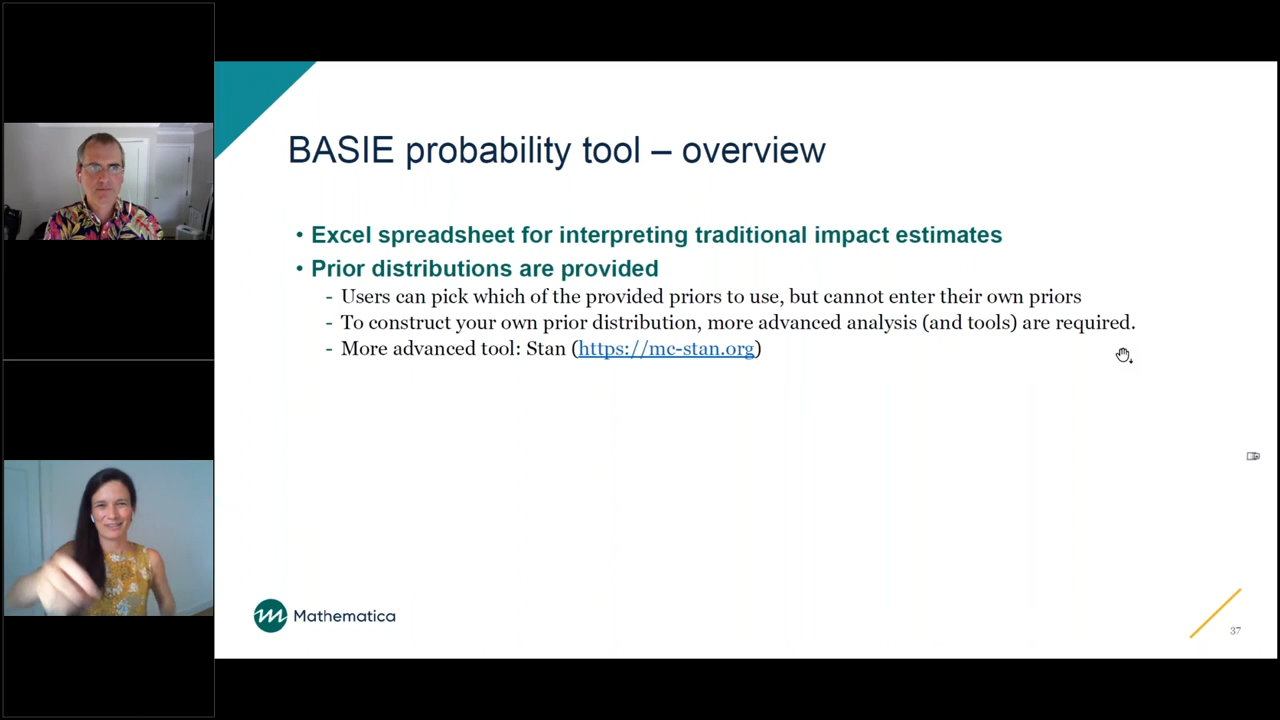 BASIE probability tool – overview
• Excel spreadsheet for interpreting traditional impact estimates
• Prior distributions are provided
- Users can pick which of the provided priors to use, but cannot enter their own priors
- To construct your own prior distribution, more advanced analysis (and tools) are required.
- More advanced tool: Stan (https://mc-stan.org)
Mathematica
37